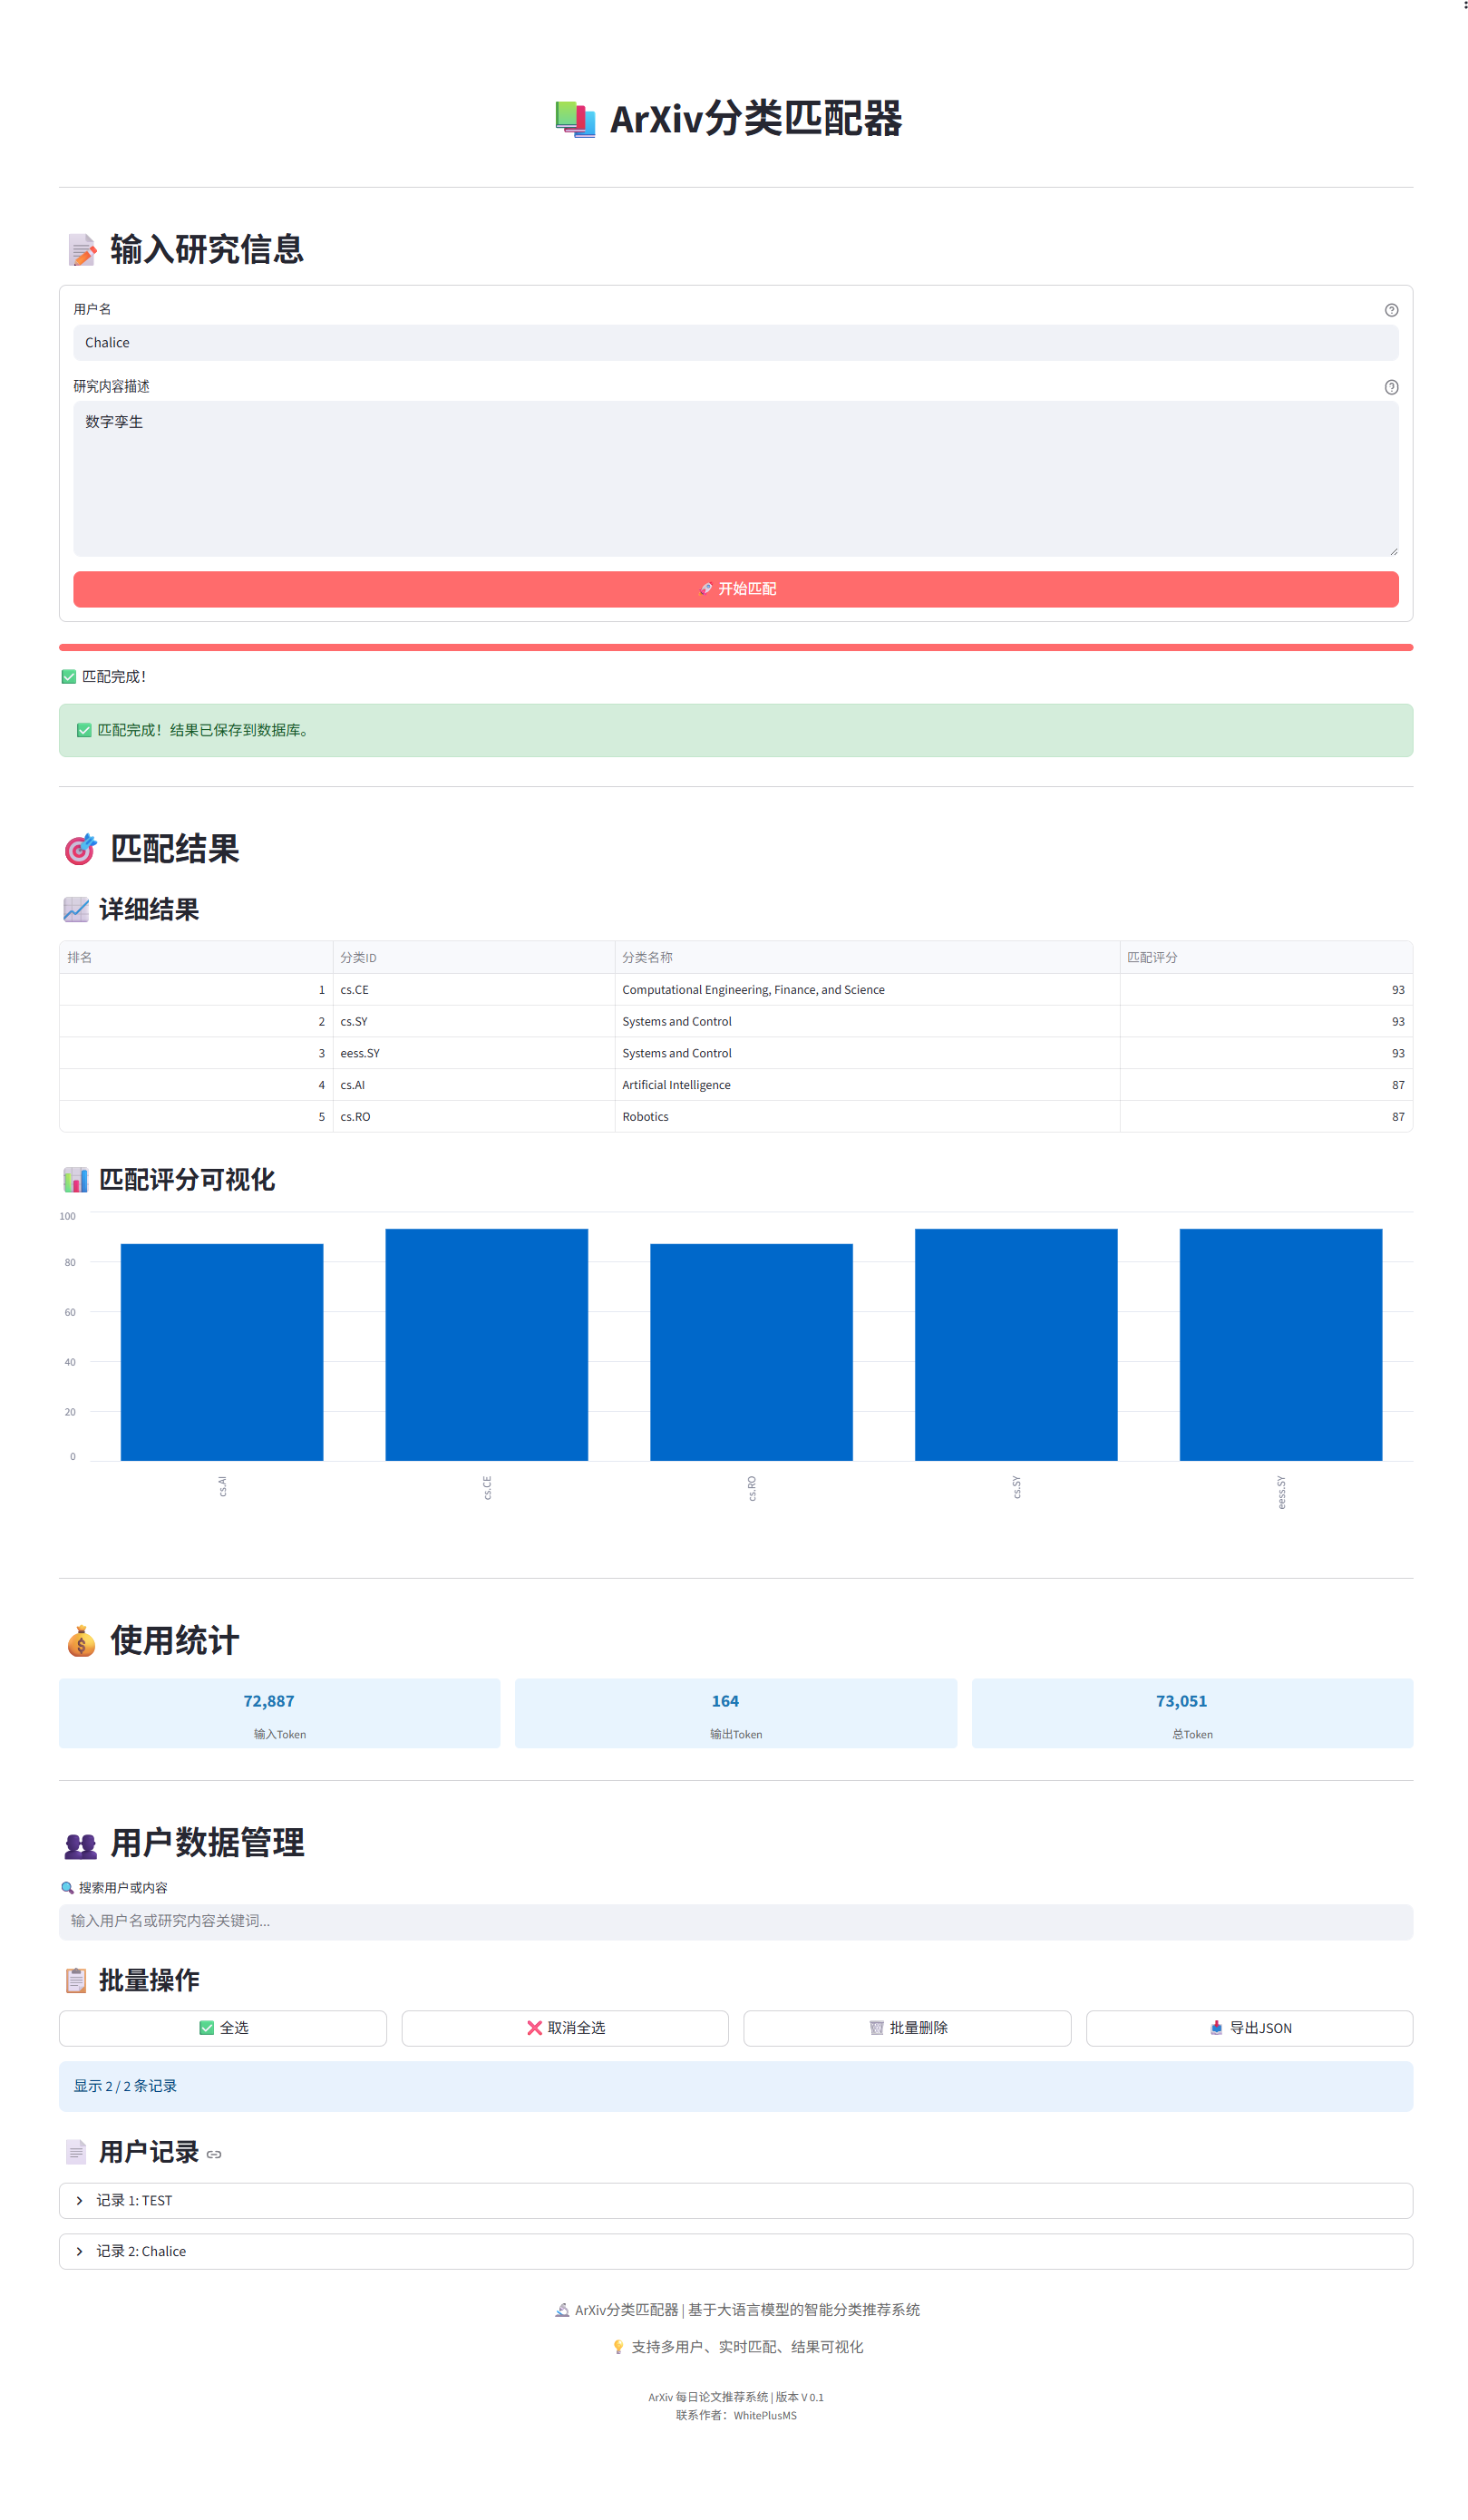 ArXiv分类匹配器
输入研究信息
用户名
Chalice
研究内容描述
数字孪生
开始匹配
匹配完成！
匹配完成！结果已保存到数据库。
匹配结果
详细结果
排名 分类ID 分类名称 匹配评分
1 cs.CE Computational Engineering, Finance, and Science 93
2 cs.SY Systems and Control 93
3 eess.SY Systems and Control 93
4 cs.AI Artificial Intelligence 87
5 cs.RO Robotics 87
匹配评分可视化
100
80
60
40
20
0
cs.AI cs.CE cs.RO cs.SY eess.SY
使用统计
72,887 164 73,051
输入Token 输出Token 总Token
用户数据管理
搜索用户或内容
输入用户名或研究内容关键词...
批量操作
全选 取消全选 批量删除 导出JSON
显示 2 / 2 条记录
用户记录
记录 1: TEST
记录 2: Chalice
ArXiv分类匹配器 | 基于大语言模型的智能分类推荐系统
支持多用户、实时匹配、结果可视化
ArXiv 每日论文推荐系统 | 版本 V 0.1
联系作者：WhitePlusMS